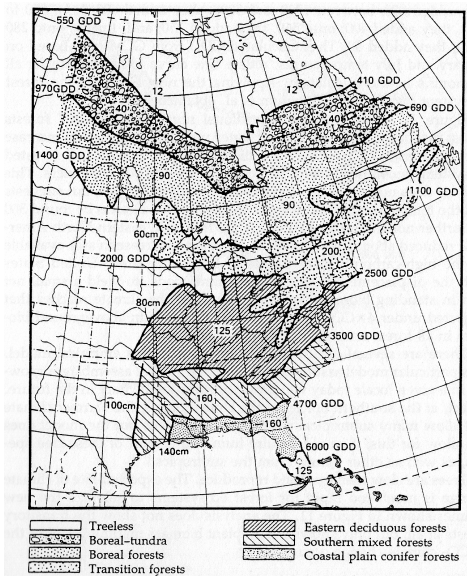 550 GDD
12
12
410 GDD
970GDD
40
40
690 GDD
1400 GDD
90
90
1100 GDD
60cm
200
2000 GDD
2500 GDD
80cm
125
3500 GDD
160
4700 GDD
100cm
160
140cm
6000 GDD
125
Treeless
Boreal–tundra
Boreal forests
Transition forests
Eastern deciduous forests
Southern mixed forests
Coastal plain conifer forests